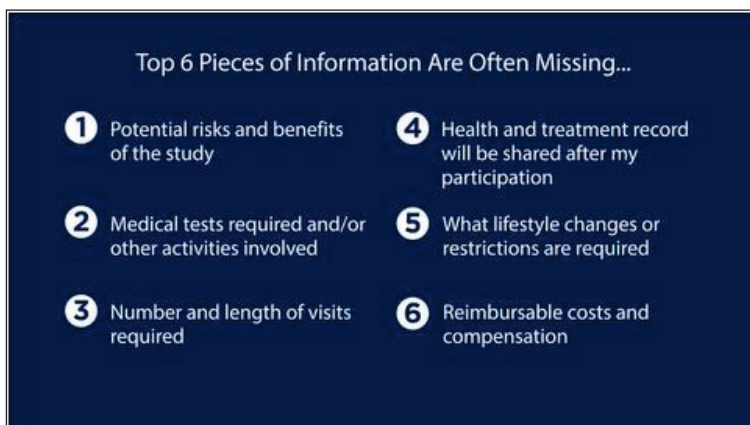 Top 6 Pieces of Information Are Often Missing...
1 Potential risks and benefits
of the study
2 Medical tests required and/or
other activities involved
3 Number and length of visits
required
4 Health and treatment record
will be shared after my
participation
5 What lifestyle changes or
restrictions are required
6 Reimbursable costs and
compensation